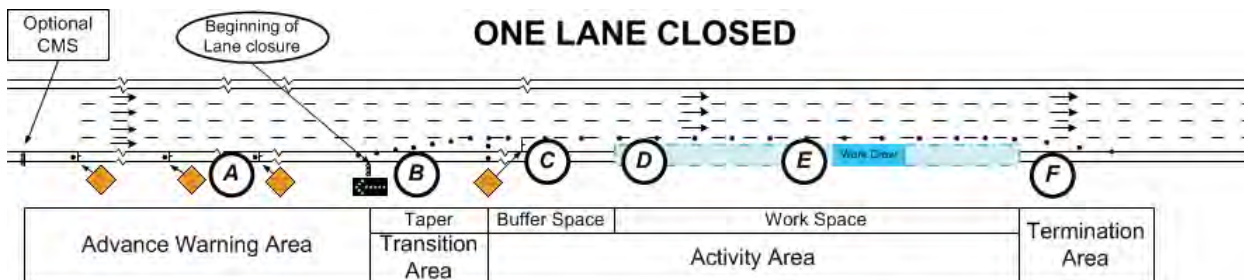 Optional
CMS
Beginning of
Lane closure
ONE LANE CLOSED
A
B
C
D
E
Work Crew
F
Advance Warning Area
Taper
Transition
Area
Buffer Space
Work Space
Activity Area
Termination
Area